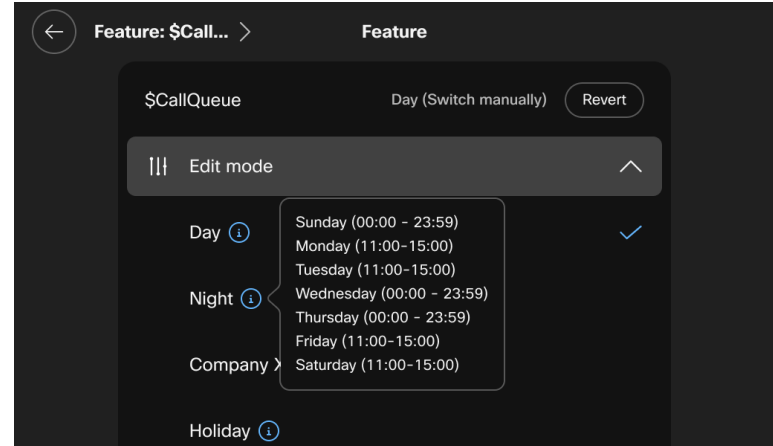 Feature: $Call...
Feature
$CallQueue
Day (Switch manually)
Revert
Edit mode
Day
Sunday (00:00 - 23:59)
Monday (11:00-15:00)
Tuesday (11:00-15:00)
Night
Wednesday (00:00 - 23:59)
Thursday (00:00 - 23:59)
Friday (11:00-15:00)
Company X
Saturday (11:00-15:00)
Holiday